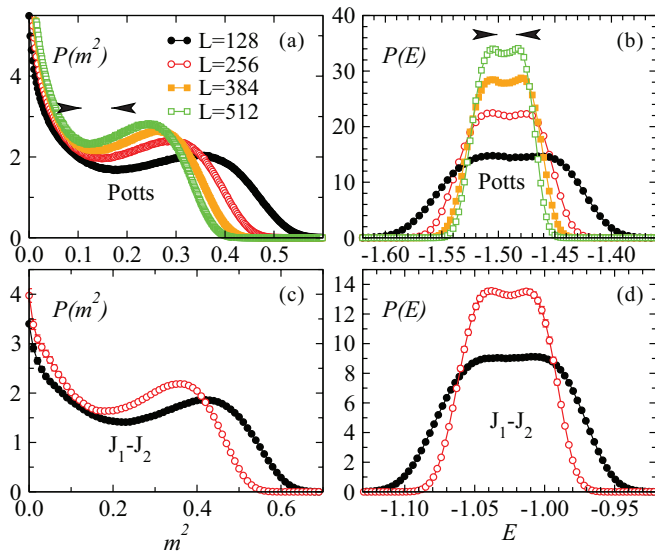 5
4
2
0
P(m²)
(a)
L=128
L=256
L=384
L=512
Potts
0.0 0.1 0.2 0.3 0.4 0.5
40
30
20
10
0
P(E)
(b)
Potts
-1.60 -1.55 -1.50 -1.45 -1.40
4
3
2
1
0
P(m²)
(c)
J₁-J₂
0.0 0.2 0.4 0.6
m²
14
12
10
8
6
4
2
0
P(E)
(d)
J₁-J₂
-1.10 -1.05 -1.00 -0.95
E